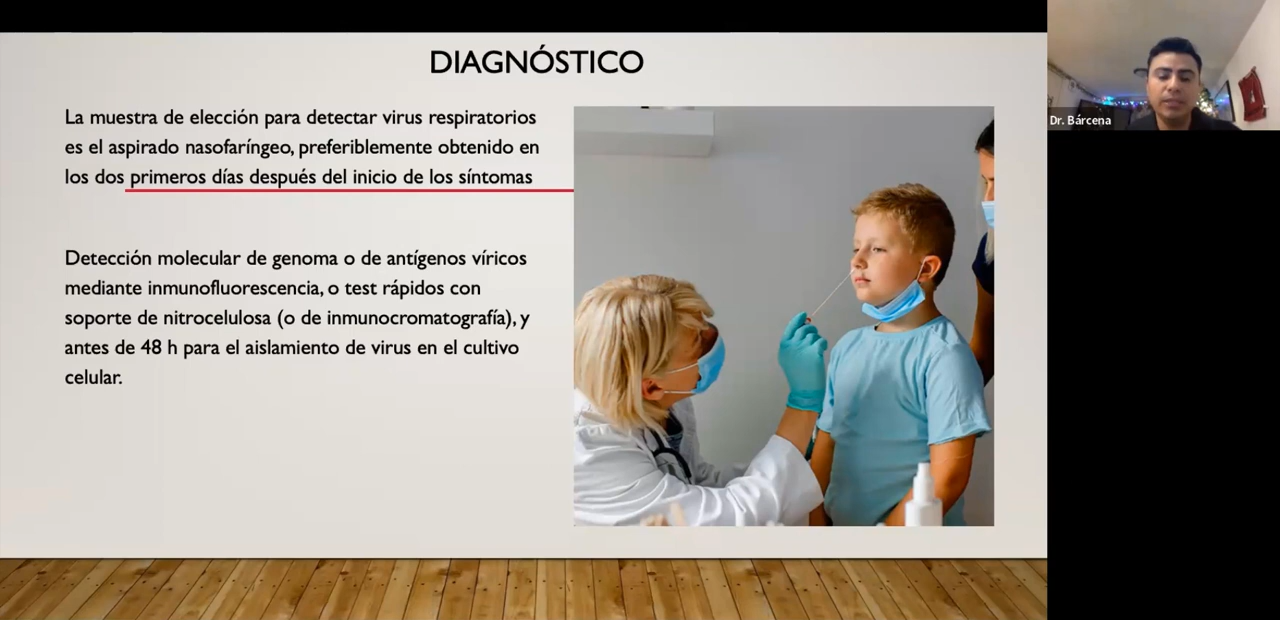 DIAGNÓSTICO
La muestra de elección para detectar virus respiratorios
es el aspirado nasofaríngeo, preferiblemente obtenido en
los dos primeros días después del inicio de los síntomas
Detección molecular de genoma o de antígenos víricos
mediante inmunofluorescencia, o test rápidos con
soporte de nitrocelulosa (o de inmunocromatografía), y
antes de 48 h para el aislamiento de virus en el cultivo
celular.
Dr. Bárcena